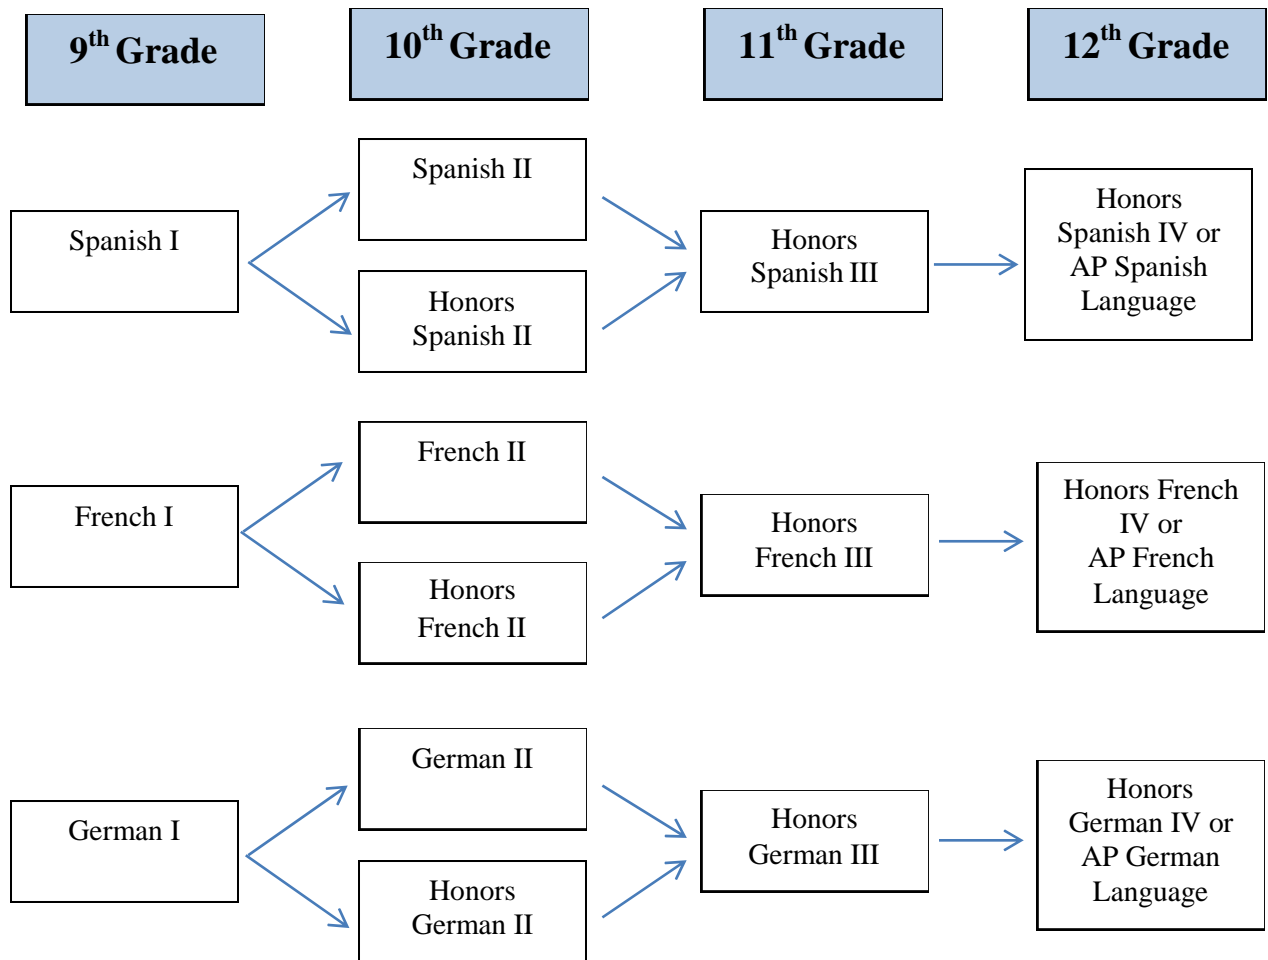 9th Grade
10th Grade
11th Grade
12th Grade
Spanish I
Spanish II
Honors
Spanish II
Honors
Spanish III
Honors
Spanish IV or
AP Spanish
Language
French I
French II
Honors
French II
Honors
French III
Honors French
IV or
AP French
Language
German I
German II
Honors
German II
Honors
German III
Honors
German IV or
AP German
Language